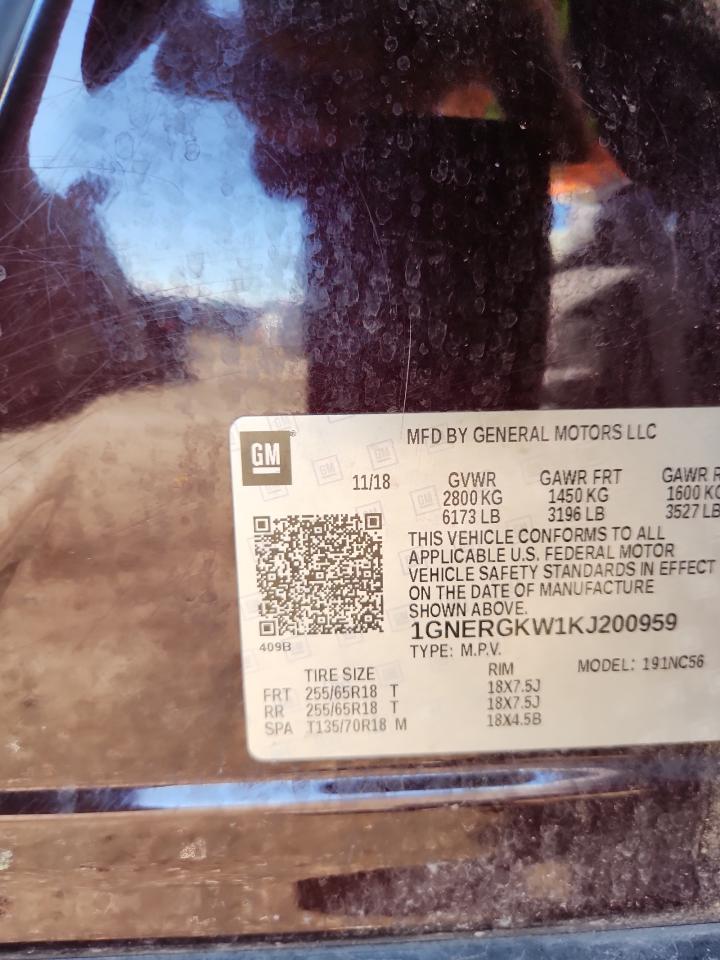 GM
MFD BY GENERAL MOTORS LLC
11/18 GVWR GAWR FRT GAWR
2800 KG 1450 KG 1600 KG
6173 LB 3196 LB 3527 LB
THIS VEHICLE CONFORMS TO ALL
APPLICABLE U.S. FEDERAL MOTOR
VEHICLE SAFETY STANDARDS IN EFFECT
ON THE DATE OF MANUFACTURE
SHOWN ABOVE.
1GNERGKW1KJ200959
409B
TYPE: M.P.V. MODEL: 191NC56
TIRE SIZE RIM
FRT 255/65R18 T 18X7.5J
RR 255/65R18 T 18X7.5J
SPA T135/70R18 M 18X4.5B